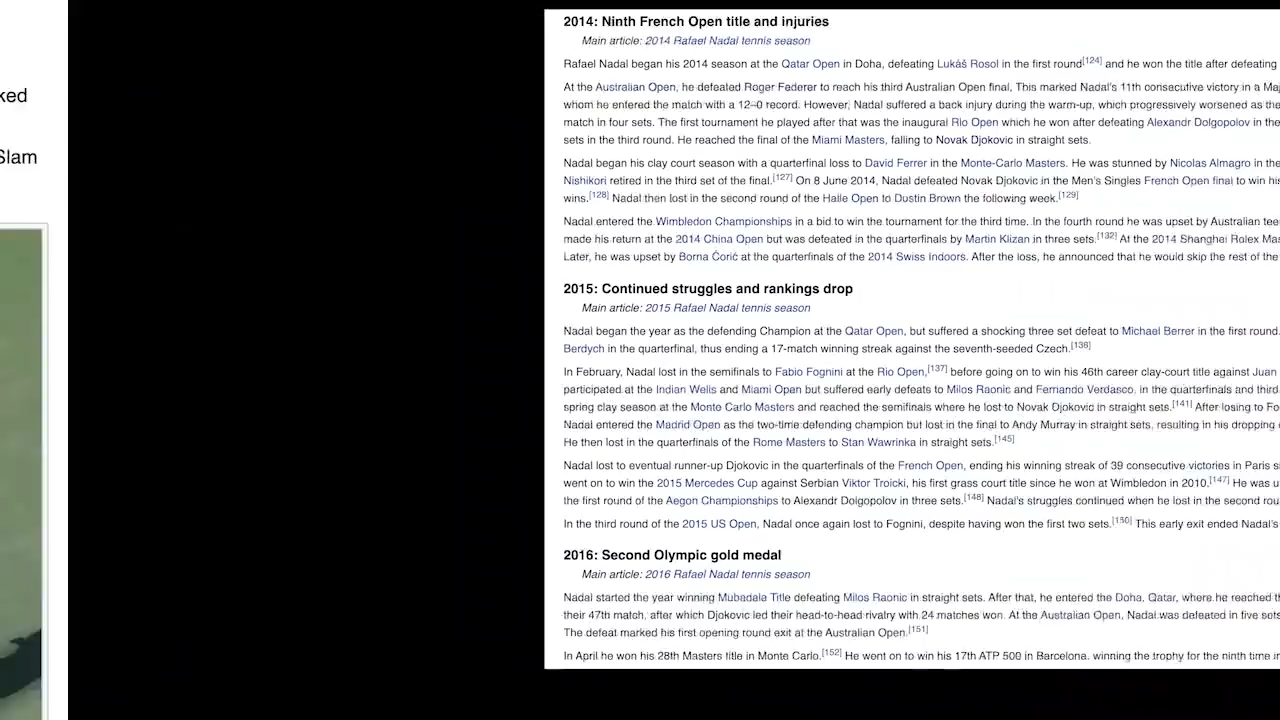 ked
Slam
2014: Ninth French Open title and injuries
Main article: 2014 Rafael Nadal tennis season
Rafael Nadal began his 2014 season at the Qatar Open in Doha, defeating Lukáš Rosol in the first round[124] and he won the title after defeating
At the Australian Open, he defeated Roger Federer to reach his third Australian Open final, This marked Nadal's 11th consecutive victory in a Maj
whom he entered the match with a 12–0 record. However, Nadal suffered a back injury during the warm-up, which progressively worsened as the
match in four sets. The first tournament he played after that was the inaugural Rio Open which he won after defeating Alexandr Dolgopolov in the
sets in the third round. He reached the final of the Miami Masters, falling to Novak Djokovic in straight sets.
Nadal began his clay court season with a quarterfinal loss to David Ferrer in the Monte-Carlo Masters. He was stunned by Nicolas Almagro in the
Nishikori retired in the third set of the final.[127] On 8 June 2014, Nadal defeated Novak Djokovic in the Men's Singles French Open final to win his
wins.[128] Nadal then lost in the second round of the Halle Open to Dustin Brown the following week.[129]
Nadal entered the Wimbledon Championships in a bid to win the tournament for the third time. In the fourth round he was upset by Australian tee
made his return at the 2014 China Open but was defeated in the quarterfinals by Martin Klizan in three sets.[132] At the 2014 Shanghai Rolex Mas
Later, he was upset by Borna Ćorić at the quarterfinals of the 2014 Swiss Indoors. After the loss, he announced that he would skip the rest of the
2015: Continued struggles and rankings drop
Main article: 2015 Rafael Nadal tennis season
Nadal began the year as the defending Champion at the Qatar Open, but suffered a shocking three set defeat to Michael Berrer in the first round.
Berdych in the quarterfinal, thus ending a 17-match winning streak against the seventh-seeded Czech.[136]
In February, Nadal lost in the semifinals to Fabio Fognini at the Rio Open,[137] before going on to win his 46th career clay-court title against Juan
participated at the Indian Wells and Miami Open but suffered early defeats to Milos Raonic and Fernando Verdasco, in the quarterfinals and third
spring clay season at the Monte Carlo Masters and reached the semifinals where he lost to Novak Djokovic in straight sets.[141] After losing to Fo
Nadal entered the Madrid Open as the two-time defending champion but lost in the final to Andy Murray in straight sets, resulting in his dropping
He then lost in the quarterfinals of the Rome Masters to Stan Wawrinka in straight sets.[145]
Nadal lost to eventual runner-up Djokovic in the quarterfinals of the French Open, ending his winning streak of 39 consecutive victories in Paris si
went on to win the 2015 Mercedes Cup against Serbian Viktor Troicki, his first grass court title since he won at Wimbledon in 2010.[147] He was u
the first round of the Aegon Championships to Alexandr Dolgopolov in three sets.[148] Nadal's struggles continued when he lost in the second rou
In the third round of the 2015 US Open, Nadal once again lost to Fognini, despite having won the first two sets.[150] This early exit ended Nadal's
2016: Second Olympic gold medal
Main article: 2016 Rafael Nadal tennis season
Nadal started the year winning Mubadala Title defeating Milos Raonic in straight sets. After that, he entered the Doha, Qatar, where he reached th
their 47th match, after which Djokovic led their head-to-head rivalry with 24 matches won. At the Australian Open, Nadal was defeated in five sets
The defeat marked his first opening round exit at the Australian Open.[151]
In April he won his 28th Masters title in Monte Carlo.[152] He went on to win his 17th ATP 500 in Barcelona, winning the trophy for the ninth time in